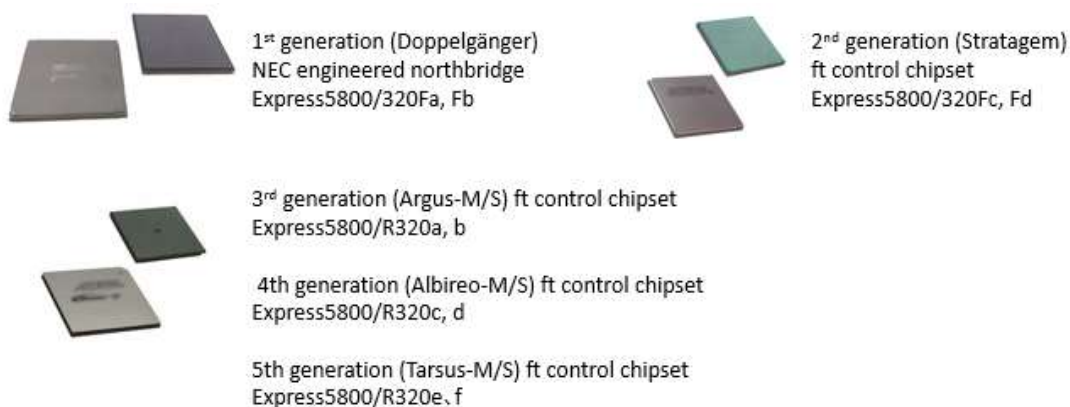 1st generation (Doppelgänger)
NEC engineered northbridge
Express5800/320Fa, Fb
2nd generation (Stratagem)
ft control chipset
Express5800/320Fc, Fd
3rd generation (Argus-M/S) ft control chipset
Express5800/R320a, b
4th generation (Albireo-M/S) ft control chipset
Express5800/R320c, d
5th generation (Tarsus-M/S) ft control chipset
Express5800/R320e、f